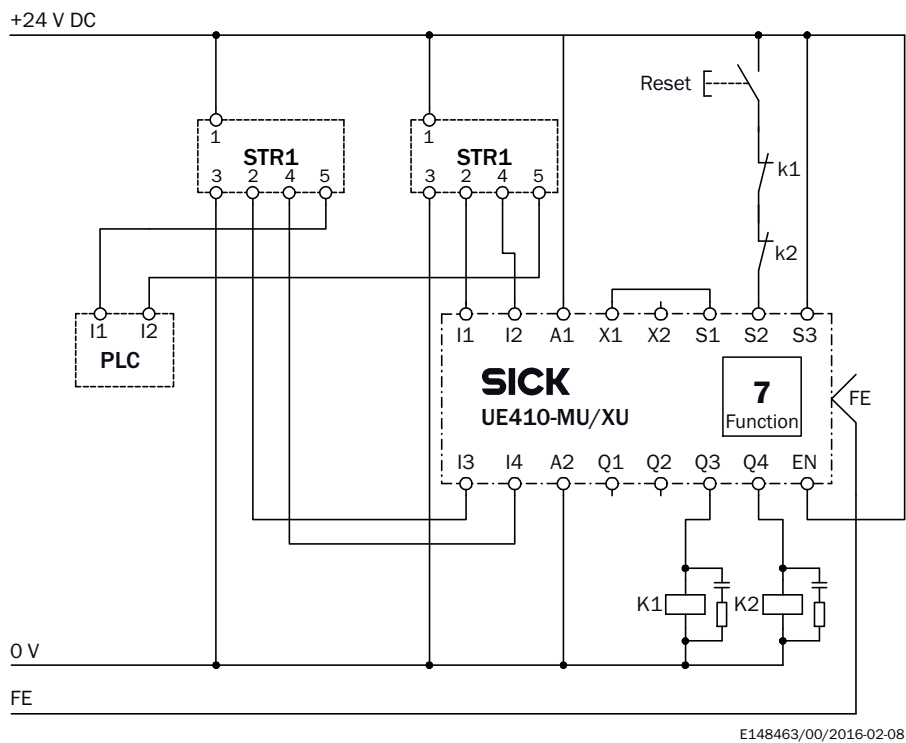 +24 V DC
Reset
1
1
STR1
STR1
3 2 4 5
3 2 4 5
k1
k2
I1 I2
PLC
I1 I2 A1 X1 X2 S1 S2 S3
SICK
UE410-MU/XU
7
Function
FE
I3 I4 A2 Q1 Q2 Q3 Q4 EN
K1
K2
0 V
FE
E148463/00/2016-02-08